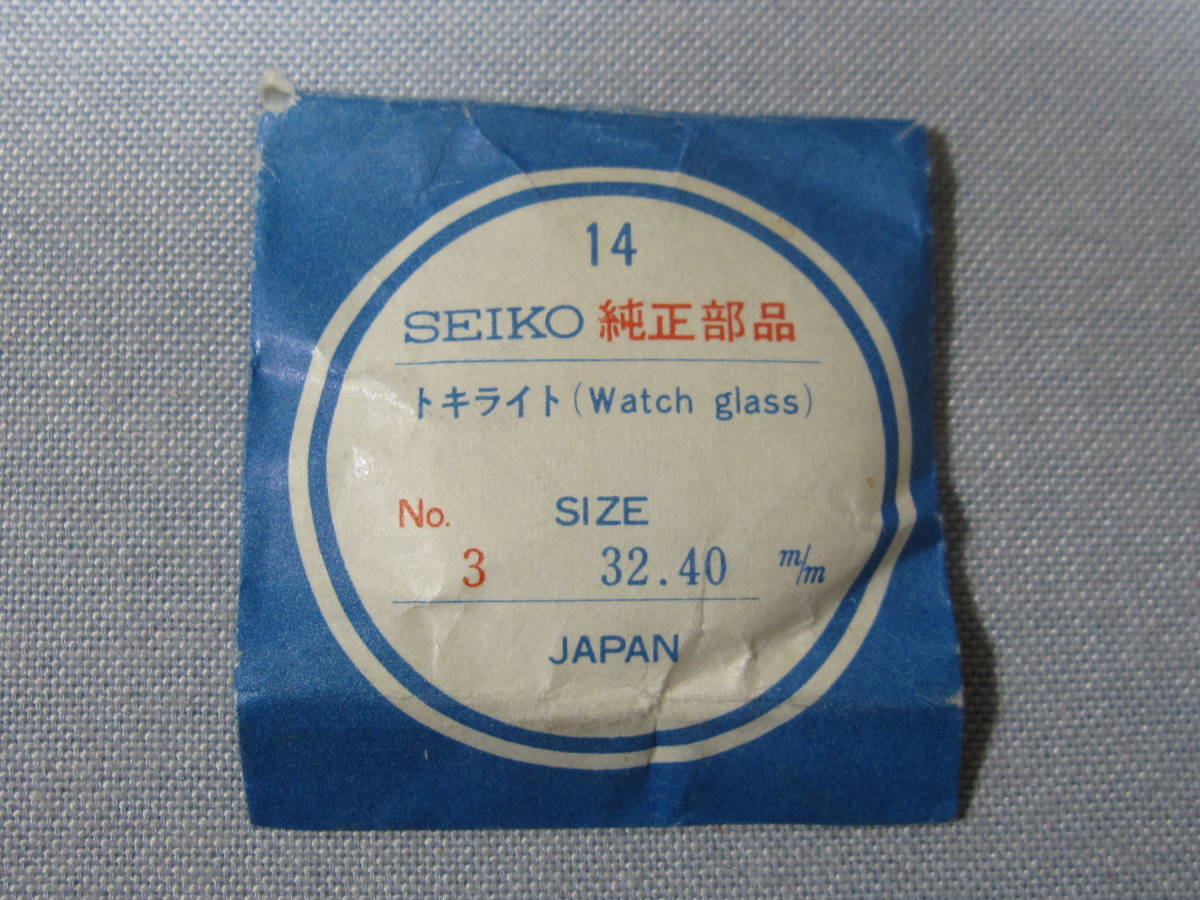 14
SEIKO 純正部品
トキライト (Watch glass)
No. SIZE
3 32.40 m/m
JAPAN